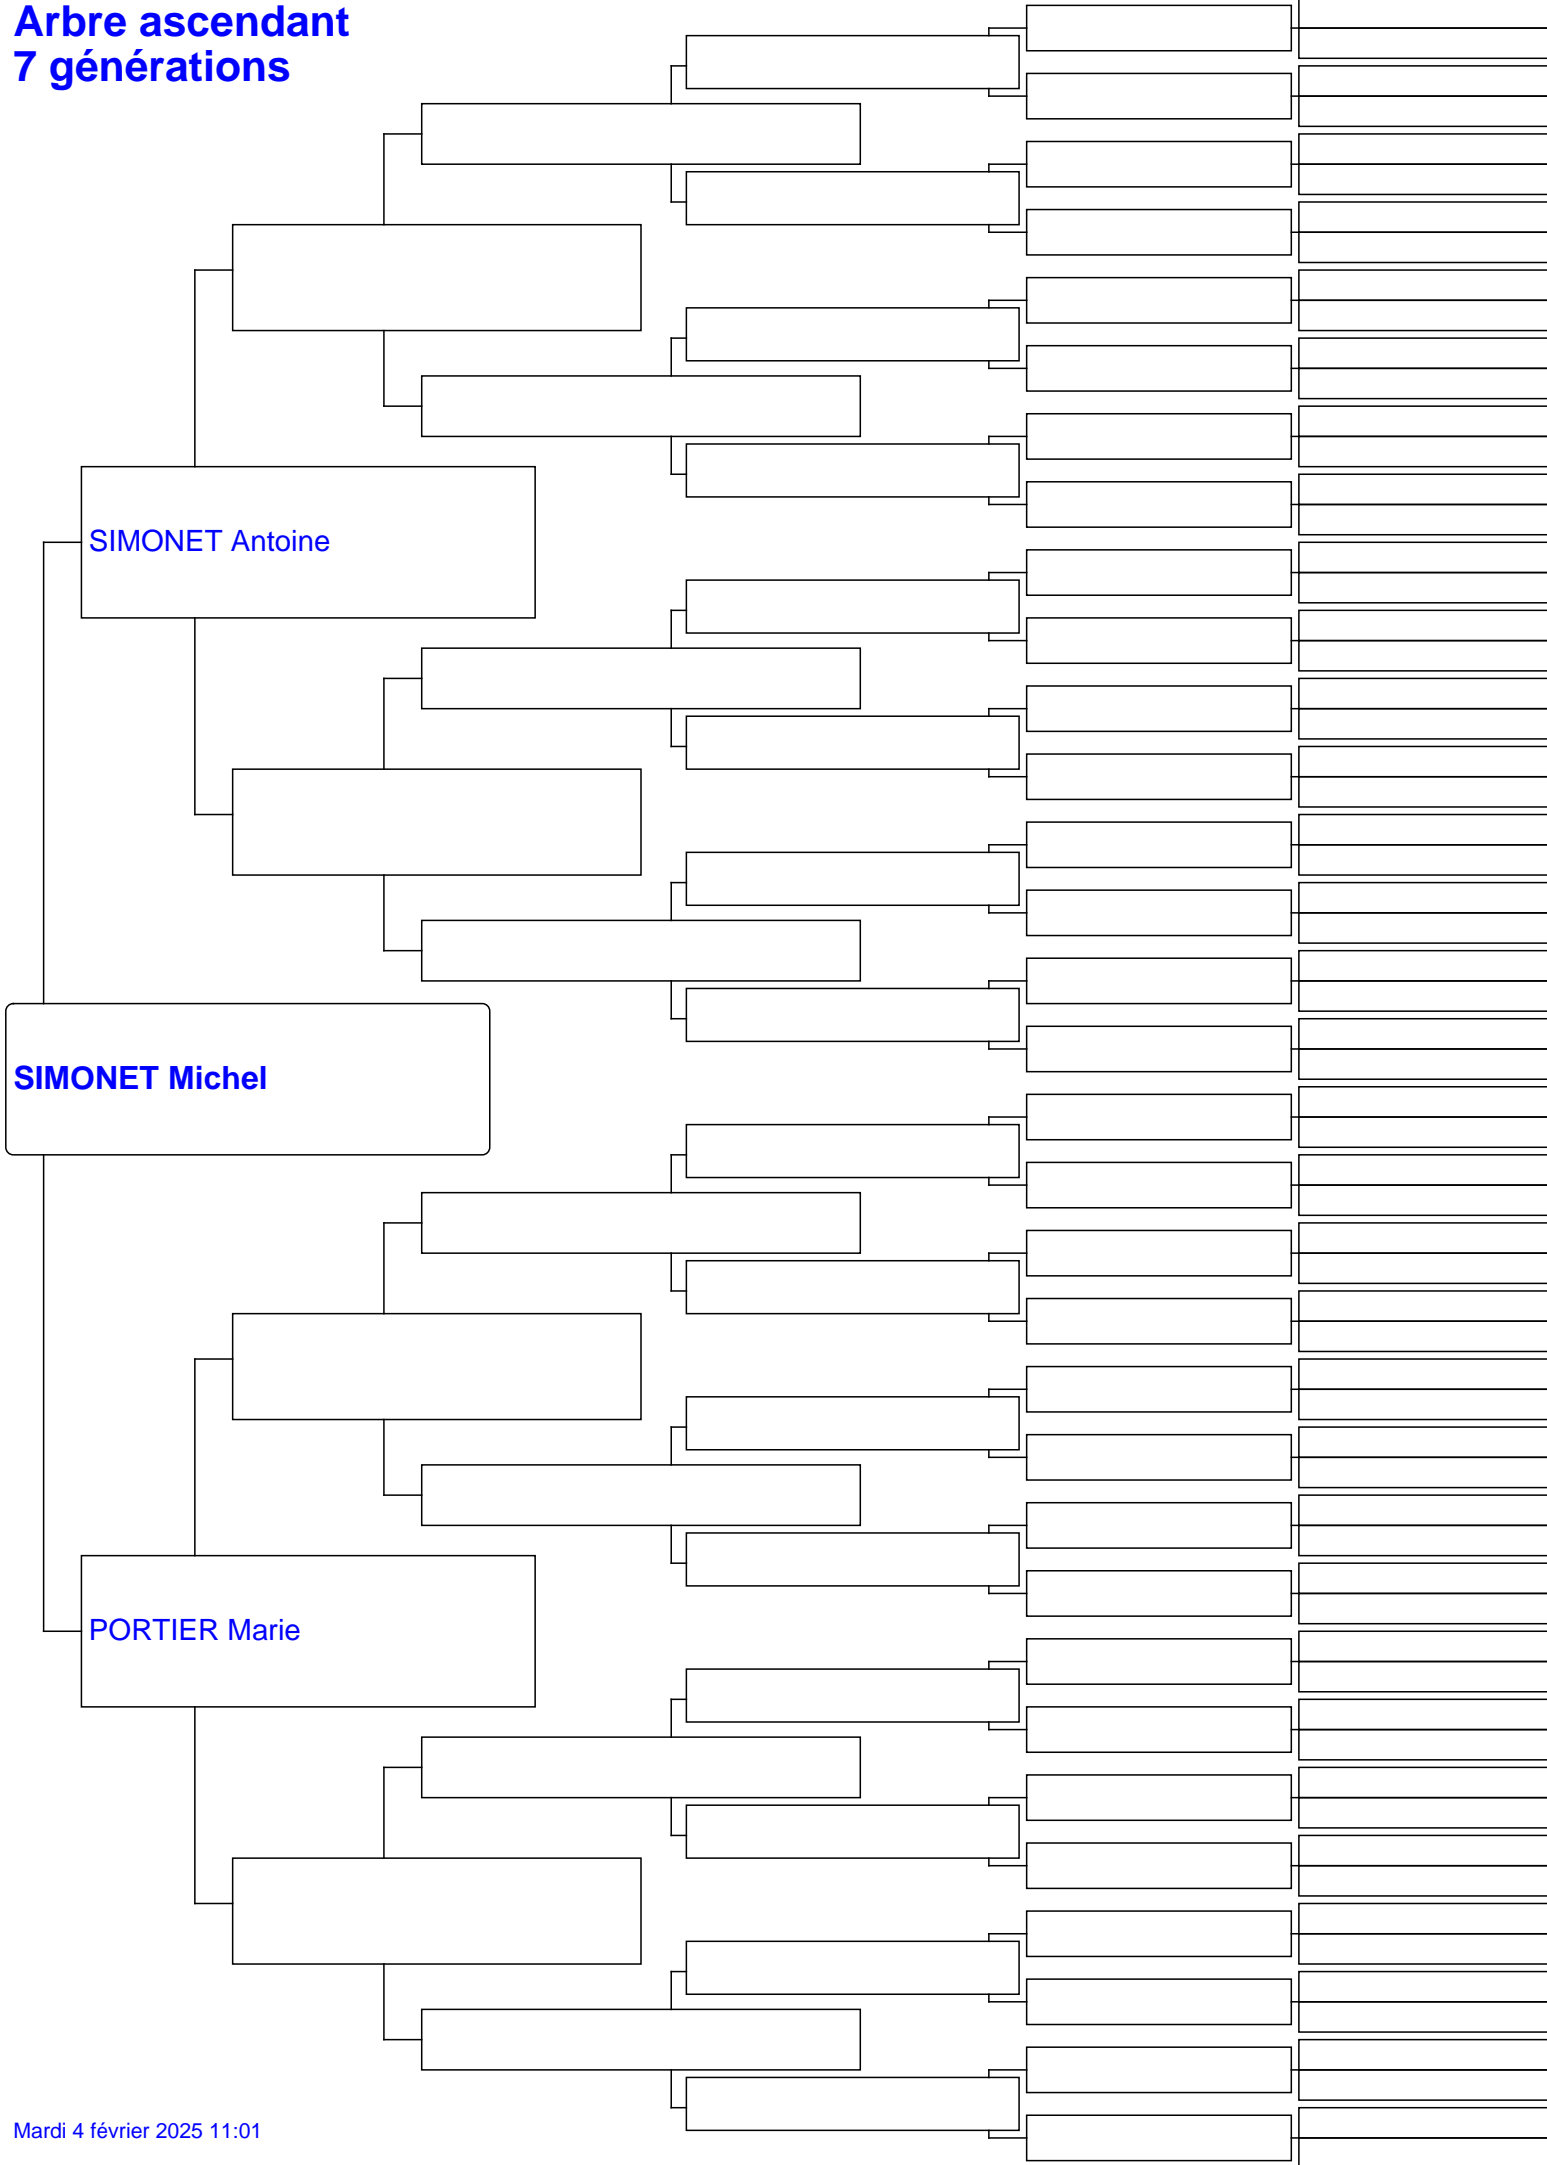 Arbre ascendant
7 générations
SIMONET Antoine
SIMONET Michel
PORTIER Marie
Mardi 4 février 2025 11:01